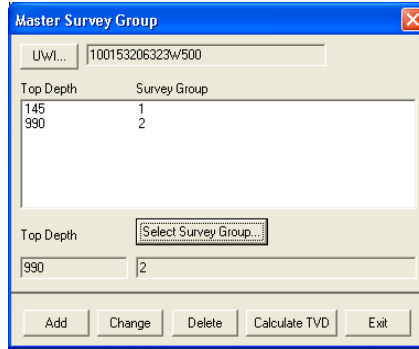 Master Survey Group
UWI... 100153206323W500
Top Depth Survey Group
145 1
990 2
Top Depth Select Survey Group...
990 2
Add Change Delete Calculate TVD Exit